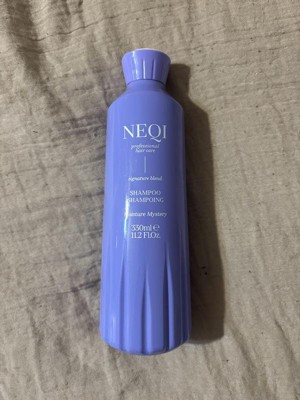 NEQI
professional
hair care
signature blend
SHAMPOO
SHAMPOING
Moisture Mystery
330ml ℮
11.2 Fl.Oz.